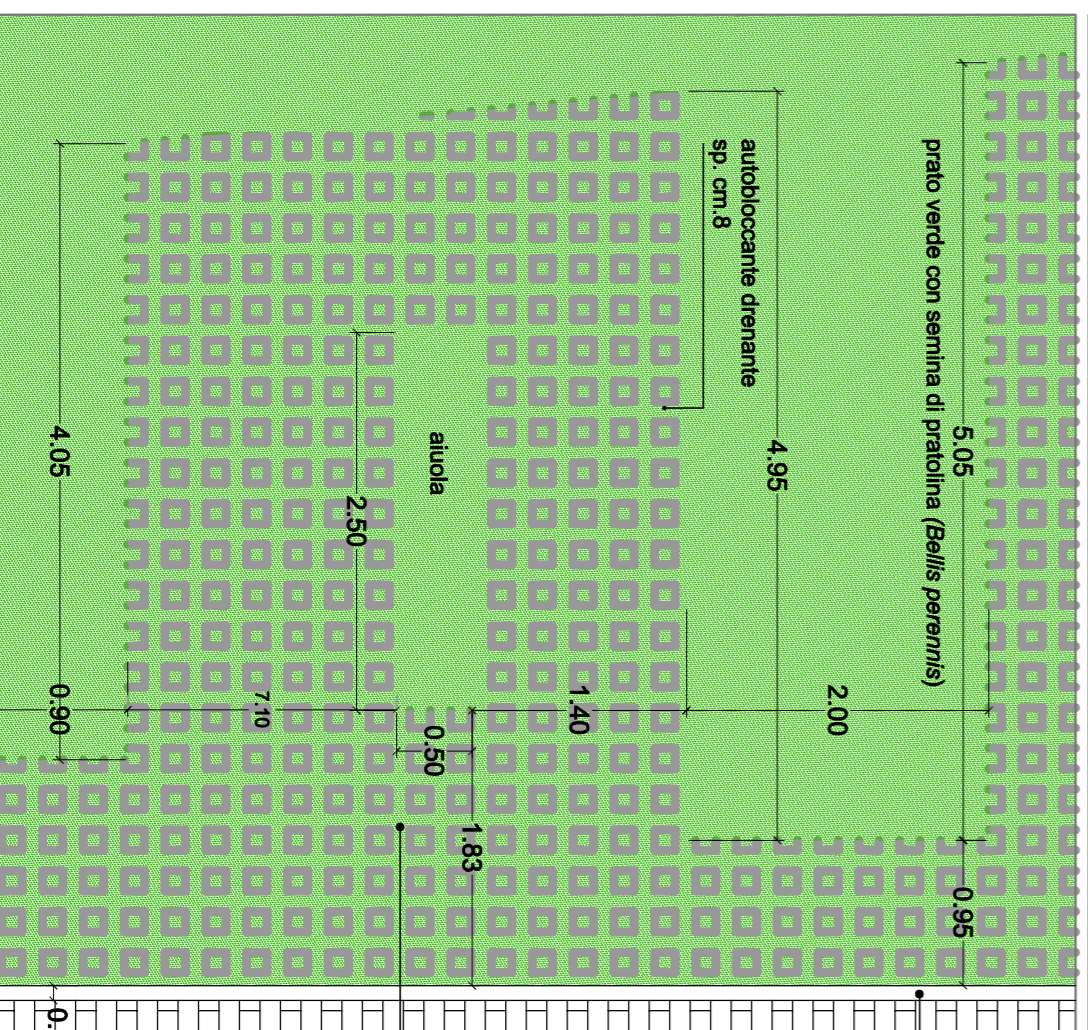 prato verde con semina di pratolina (Bellis perennis)
5.05
0.95
2.00
4.95
autobloccante drenante
sp. cm.8
1.40
1.83
aiuola
0.50
2.50
7.10
4.05
0.90